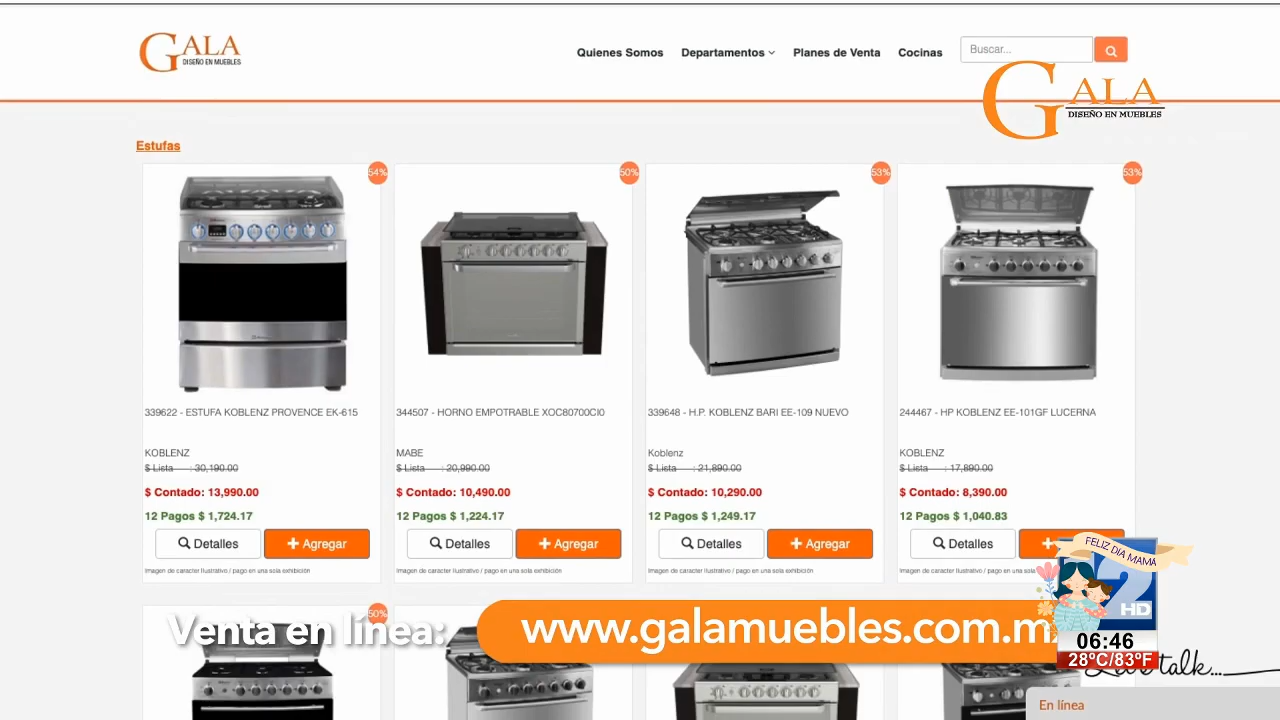 GALA
DISEÑO EN MUEBLES
Quienes Somos
Departamentos
Planes de Venta
Cocinas
Buscar...
GALA
DISEÑO EN MUEBLES
Estufas
54%
50%
53%
53%
339622 - ESTUFA KOBLENZ PROVENCE EK-615
KOBLENZ
$ Lista : 30,190.00
$ Contado: 13,990.00
12 Pagos $ 1,724.17
Detalles
Agregar
Imagen de caracter ilustrativo / pago en una sola exhibición
344507 - HORNO EMPOTRABLE XOC80700CI0
MABE
$ Lista : 20,990.00
$ Contado: 10,490.00
12 Pagos $ 1,224.17
Detalles
Agregar
Imagen de caracter ilustrativo / pago en una sola exhibición
339648 - H.P. KOBLENZ BARI EE-109 NUEVO
Koblenz
$ Lista : 21,890.00
$ Contado: 10,290.00
12 Pagos $ 1,249.17
Detalles
Agregar
Imagen de caracter ilustrativo / pago en una sola exhibición
244467 - HP KOBLENZ EE-101GF LUCERNA
KOBLENZ
$ Lista : 17,890.00
$ Contado: 8,390.00
12 Pagos $ 1,040.83
Detalles
Imagen de caracter ilustrativo / pago en una sola
50%
Venta en línea:
www.galamuebles.com.m
FELIZ DÍA MAMÁ
2
HD
06:46
28°C/83°F
talk...
En línea